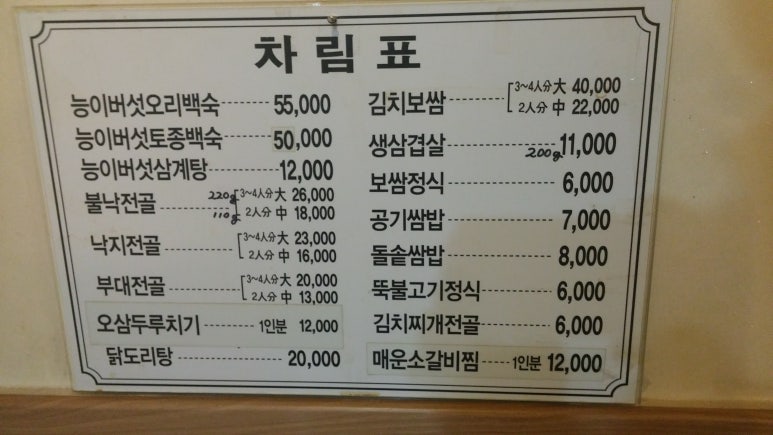 차림표
능이버섯오리백숙 55,000
능이버섯토종백숙 50,000
능이버섯삼계탕 12,000
불낙전골 220g 3~4人分 大 26,000
110g 2人分 中 18,000
낙지전골 3~4人分 大 23,000
2人分 中 16,000
부대전골 3~4人分 大 20,000
2人分 中 13,000
오삼두루치기 1인분 12,000
닭도리탕 20,000
김치보쌈 3~4人分 大 40,000
2人分 中 22,000
생삼겹살 200g 11,000
보쌈정식 6,000
공기쌈밥 7,000
돌솥쌈밥 8,000
뚝불고기정식 6,000
김치찌개전골 6,000
매운소갈비찜 1인분 12,000